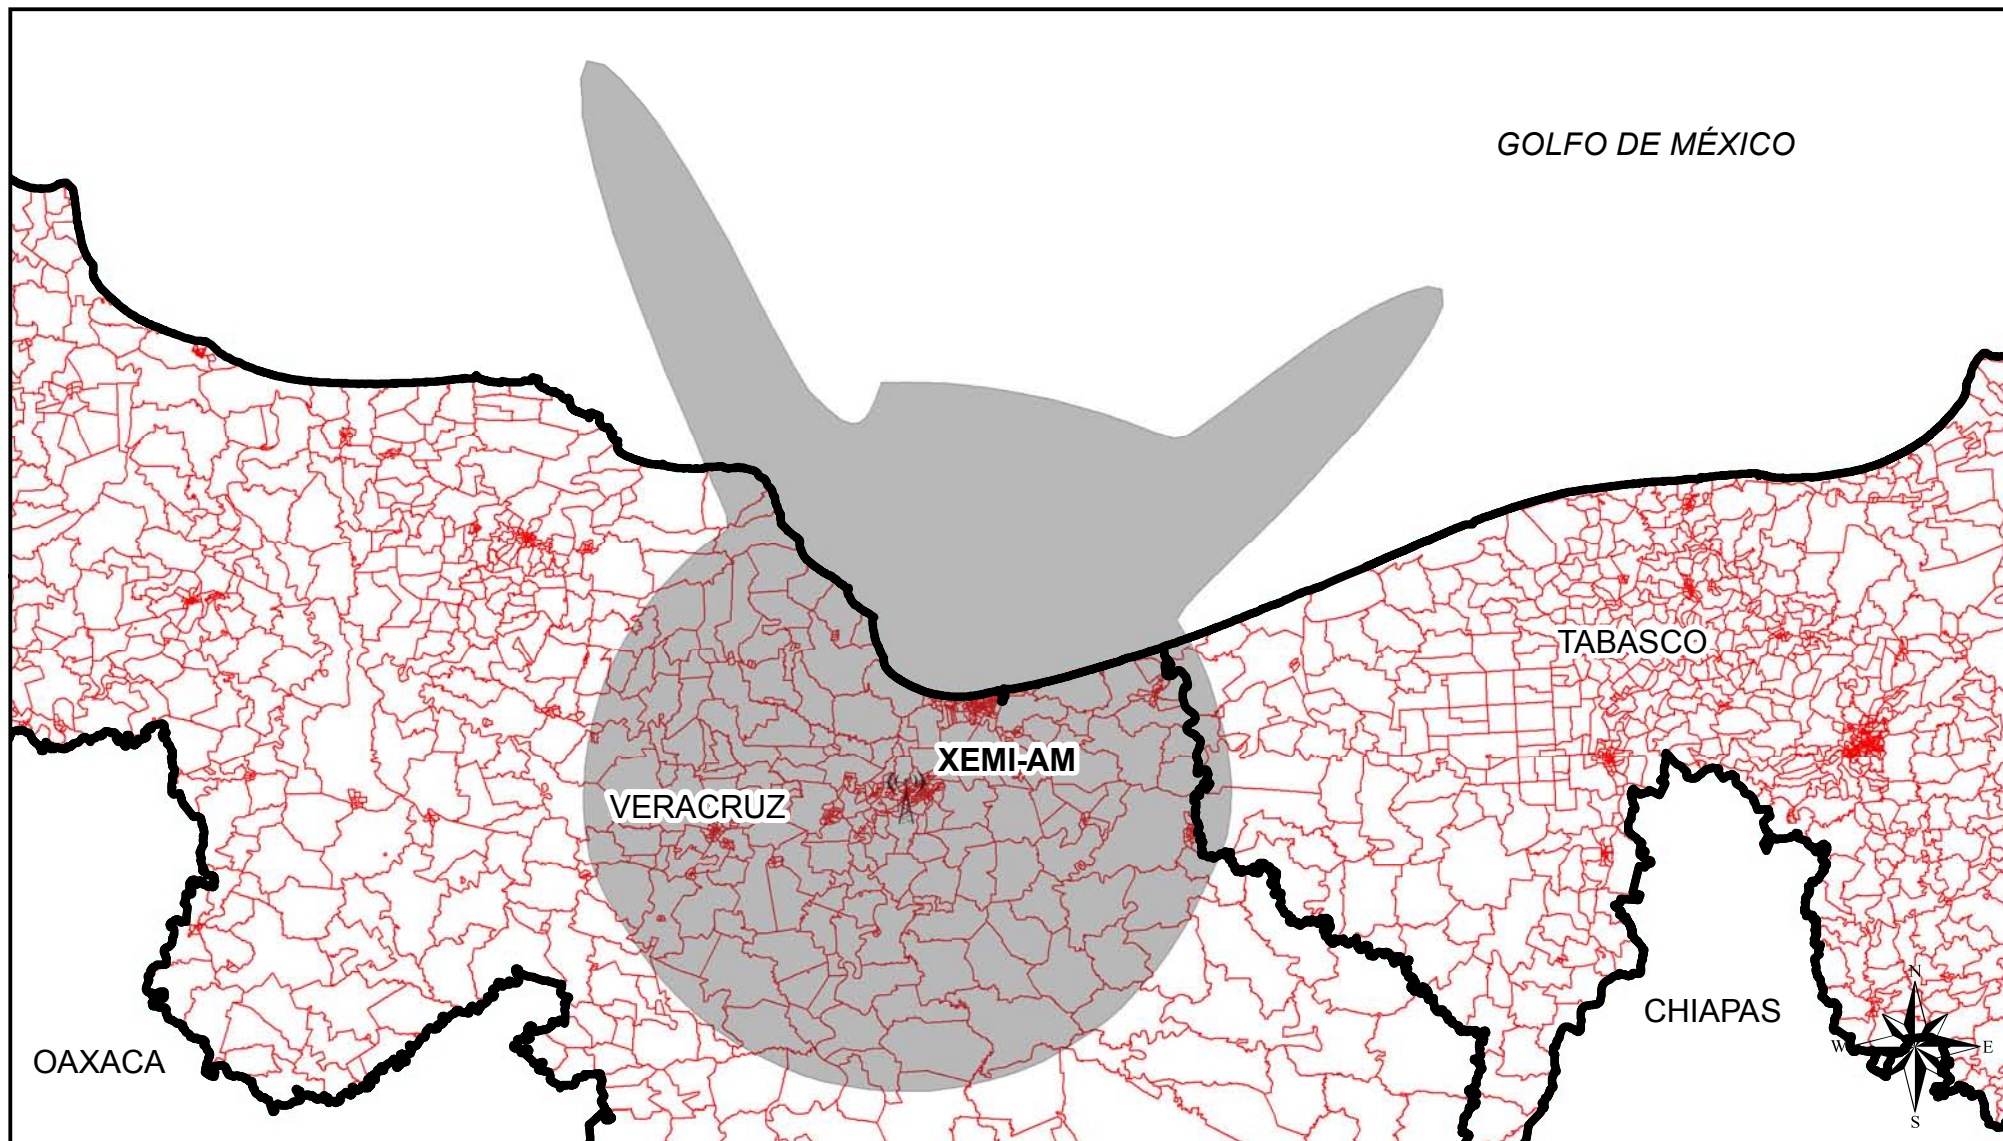 GOLFO DE MÉXICO
TABASCO
XEMI-AM
VERACRUZ
CHIAPAS
OAXACA
N
W
E
S